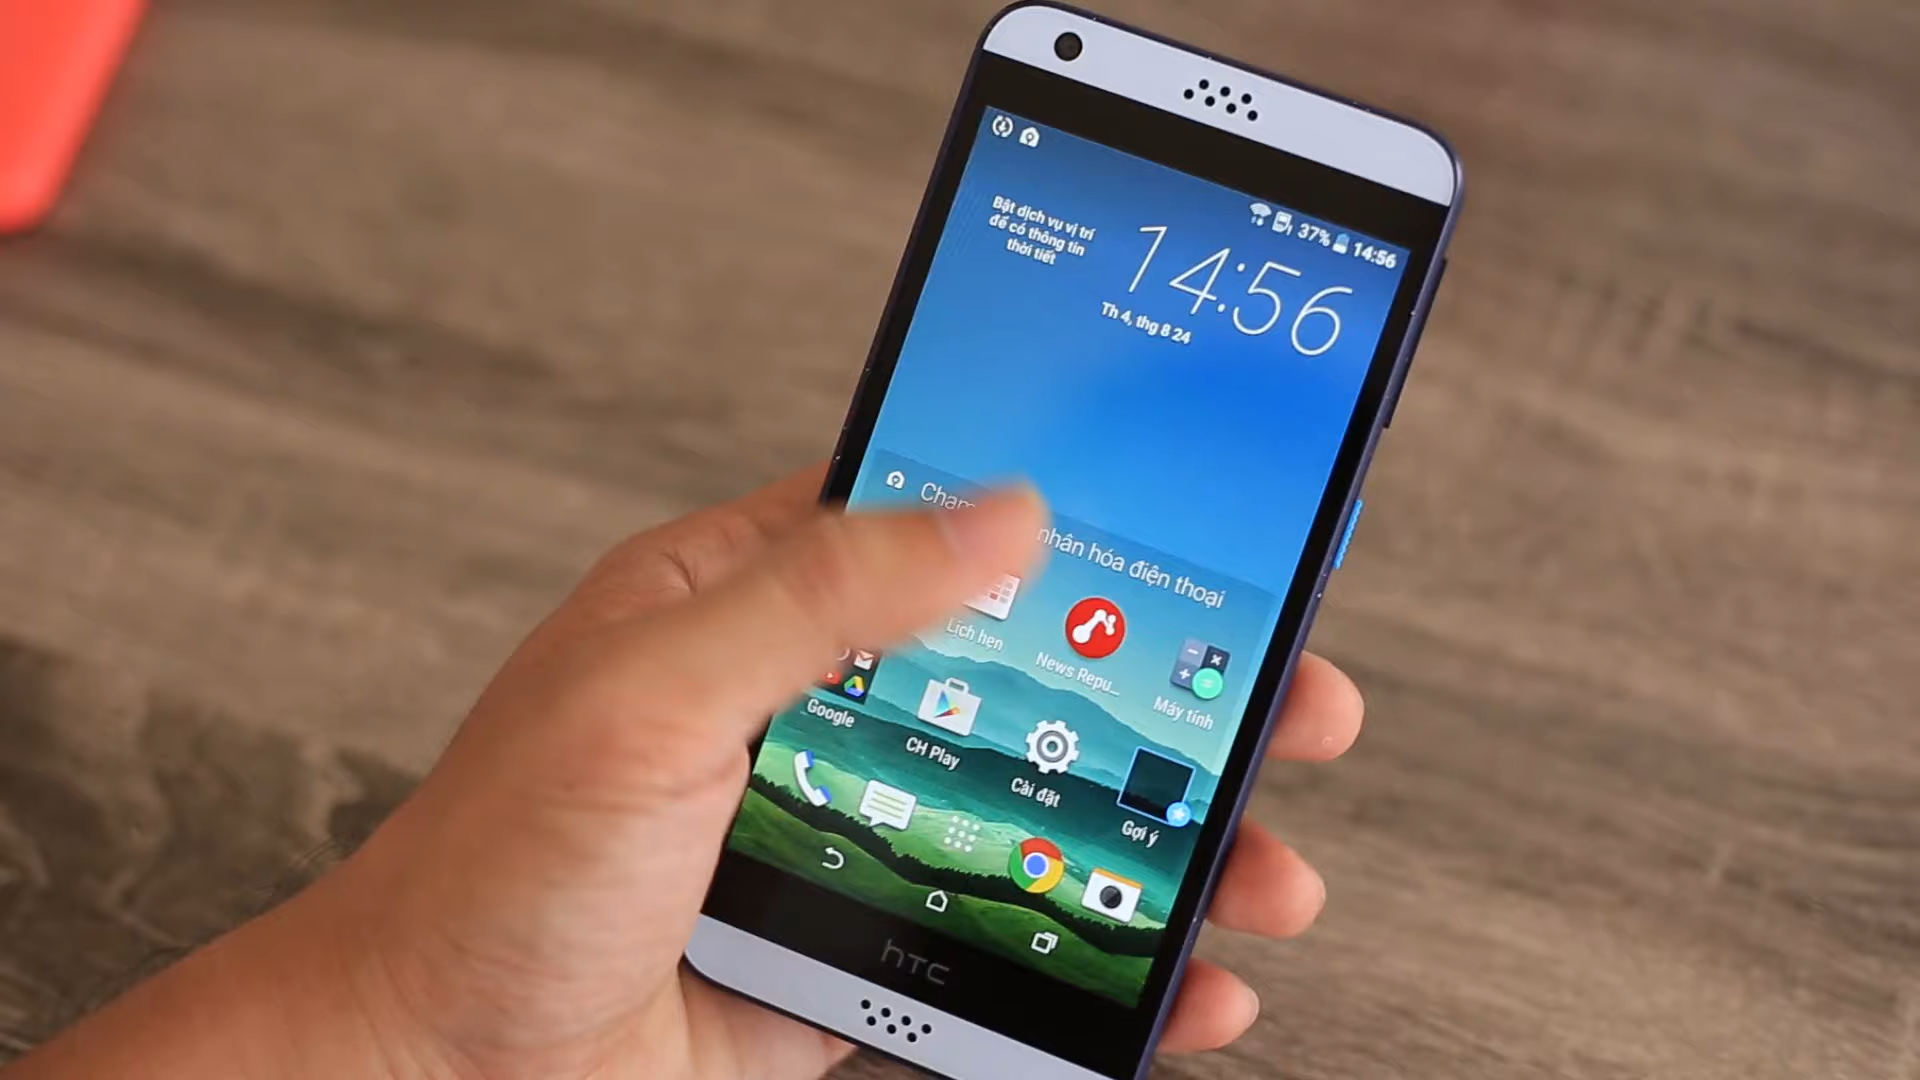 37% 14:56
Bật dịch vụ vị trí
để có thông tin
thời tiết
14:56
Th 4, thg 8 24
nhân hóa điện thoại
Lịch hẹn
News Repu...
Máy tính
Google
CH Play
Cài đặt
Gợi ý
hTC